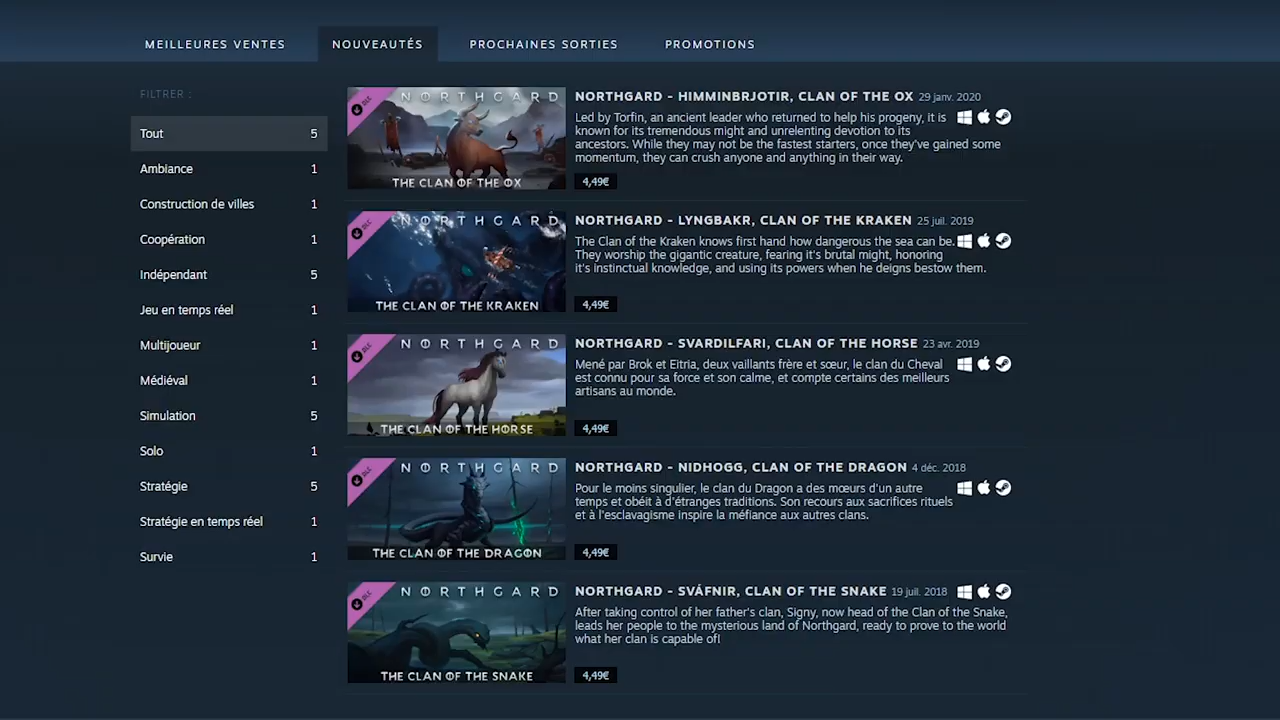 MEILLEURES VENTES NOUVEAUTÉS PROCHAINES SORTIES PROMOTIONS
FILTRER :
Tout 5
Ambiance 1
Construction de villes 1
Coopération 1
Indépendant 5
Jeu en temps réel 1
Multijoueur 1
Médiéval 1
Simulation 5
Solo 1
Stratégie 5
Stratégie en temps réel 1
Survie 1
DLC
NORTHGARD
THE CLAN OF THE OX
NORTHGARD - HIMMINBRJOTIR, CLAN OF THE OX 29 janv. 2020
Led by Torfin, an ancient leader who returned to help his progeny, it is
known for its tremendous might and unrelenting devotion to its
ancestors. While they may not be the fastest starters, once they've gained some
momentum, they can crush anyone and anything in their way.
4,49€
DLC
NORTHGARD
THE CLAN OF THE KRAKEN
NORTHGARD - LYNGBAKR, CLAN OF THE KRAKEN 25 juil. 2019
The Clan of the Kraken knows first hand how dangerous the sea can be.
They worship the gigantic creature, fearing it's brutal might, honoring
it's instinctual knowledge, and using its powers when he deigns bestow them.
4,49€
DLC
NORTHGARD
THE CLAN OF THE HORSE
NORTHGARD - SVARDILFARI, CLAN OF THE HORSE 23 avr. 2019
Mené par Brok et Eitria, deux vaillants frère et sœur, le clan du Cheval
est connu pour sa force et son calme, et compte certains des meilleurs
artisans au monde.
4,49€
DLC
NORTHGARD
THE CLAN OF THE DRAGON
NORTHGARD - NIDHOGG, CLAN OF THE DRAGON 4 déc. 2018
Pour le moins singulier, le clan du Dragon a des mœurs d'un autre
temps et obéit à d'étranges traditions. Son recours aux sacrifices rituels
et à l'esclavagisme inspire la méfiance aux autres clans.
4,49€
DLC
NORTHGARD
THE CLAN OF THE SNAKE
NORTHGARD - SVÁFNIR, CLAN OF THE SNAKE 19 juil. 2018
After taking control of her father's clan, Signy, now head of the Clan of the Snake,
leads her people to the mysterious land of Northgard, ready to prove to the world
what her clan is capable of!
4,49€